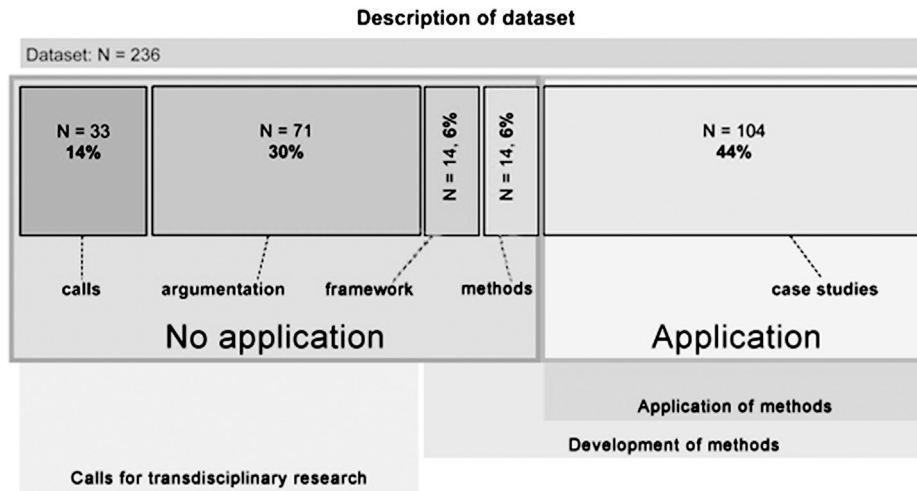 Description of dataset
Dataset: N = 236
N = 33
14%
N = 71
30%
N = 14, 6%
N = 14, 6%
N = 104
44%
calls
argumentation
framework
methods
case studies
No application
Application
Application of methods
Development of methods
Calls for transdisciplinary research